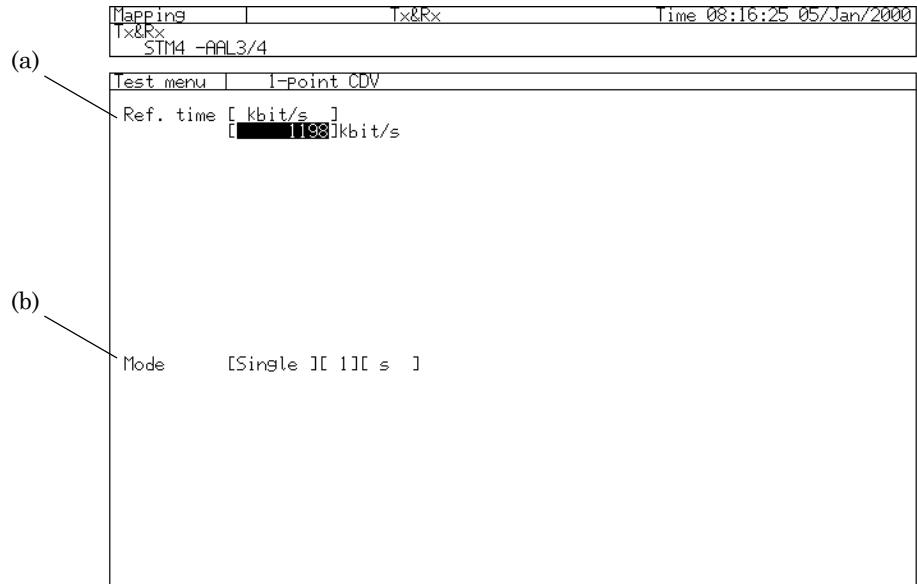 Mapping Tx&Rx Time 08:16:25 05/Jan/2000
Tx&Rx
STM4 -AAL3/4
(a)
Test menu 1-point CDV
Ref. time [ kbit/s ]
[ 1198]kbit/s
(b)
Mode [Single ][ 1][ s ]